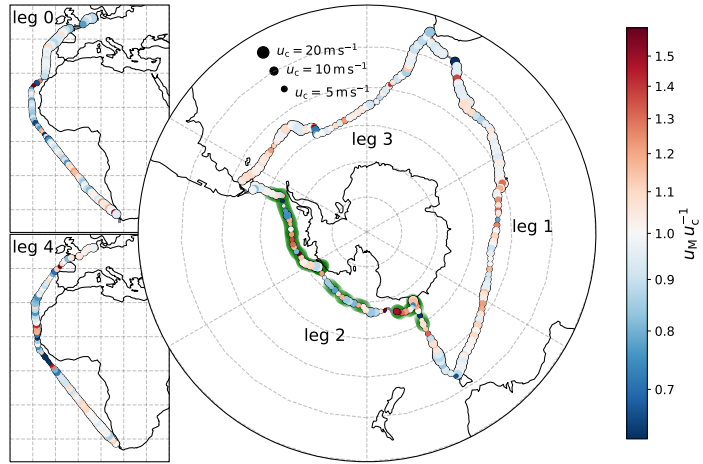 leg 0
u_c = 20 m s⁻¹
u_c = 10 m s⁻¹
u_c = 5 m s⁻¹
leg 3
leg 1
leg 2
leg 4
1.5
1.4
1.3
1.2
1.1
1.0
0.9
0.8
0.7
u_M u_c⁻¹